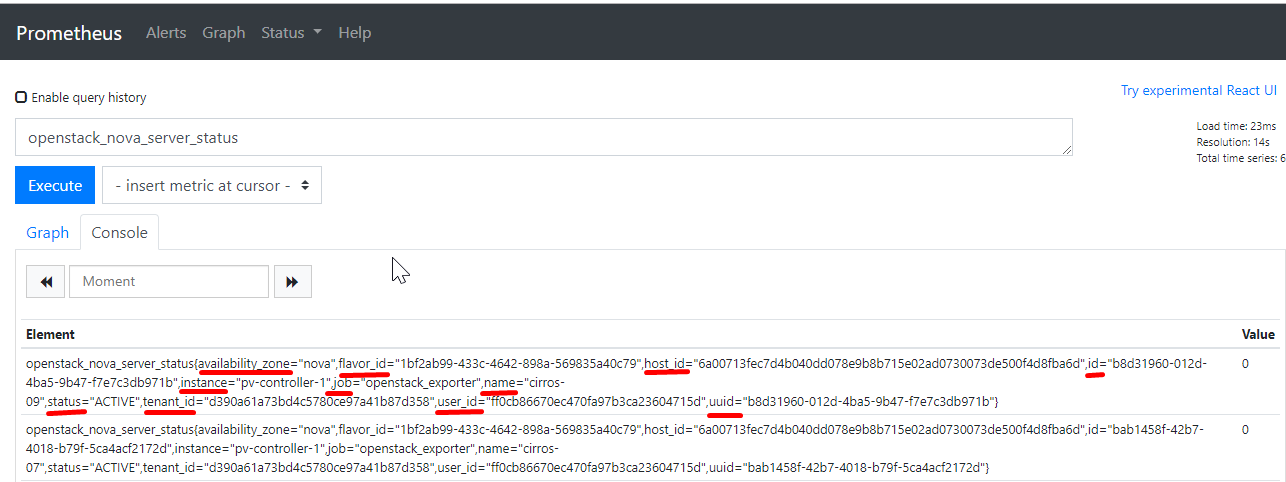 Prometheus Alerts Graph Status Help
Enable query history
Try experimental React UI
openstack_nova_server_status
Load time: 23ms
Resolution: 14s
Total time series: 6
Execute - insert metric at cursor -
Graph Console
Moment
Element Value
openstack_nova_server_status{availability_zone="nova",flavor_id="1bf2ab99-433c-4642-898a-569835a40c79",host_id="6a00713fec7d4b040dd078e9b8b715e02ad0730073de500f4d8fba6d",id="b8d31960-012d- 0
4ba5-9b47-f7e7c3db971b",instance="pv-controller-1",job="openstack_exporter",name="cirros-
09",status="ACTIVE",tenant_id="d390a61a73bd4c5780ce97a41b87d358",user_id="ff0cb86670ec470fa97b3ca23604715d",uuid="b8d31960-012d-4ba5-9b47-f7e7c3db971b"}
openstack_nova_server_status{availability_zone="nova",flavor_id="1bf2ab99-433c-4642-898a-569835a40c79",host_id="6a00713fec7d4b040dd078e9b8b715e02ad0730073de500f4d8fba6d",id="bab1458f-42b7- 0
4018-b79f-5ca4acf2172d",instance="pv-controller-1",job="openstack_exporter",name="cirros-
07",status="ACTIVE",tenant_id="d390a61a73bd4c5780ce97a41b87d358",user_id="ff0cb86670ec470fa97b3ca23604715d",uuid="bab1458f-42b7-4018-b79f-5ca4acf2172d"}